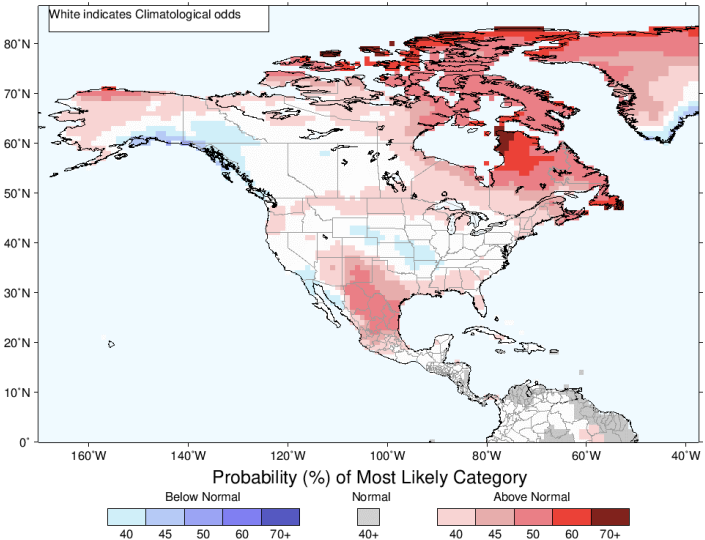 White indicates Climatological odds
80°N
70°N
60°N
50°N
40°N
30°N
20°N
10°N
0°
160°W 140°W 120°W 100°W 80°W 60°W 40°W
Probability (%) of Most Likely Category
Below Normal Normal Above Normal
40 45 50 60 70+ 40+ 40 45 50 60 70+